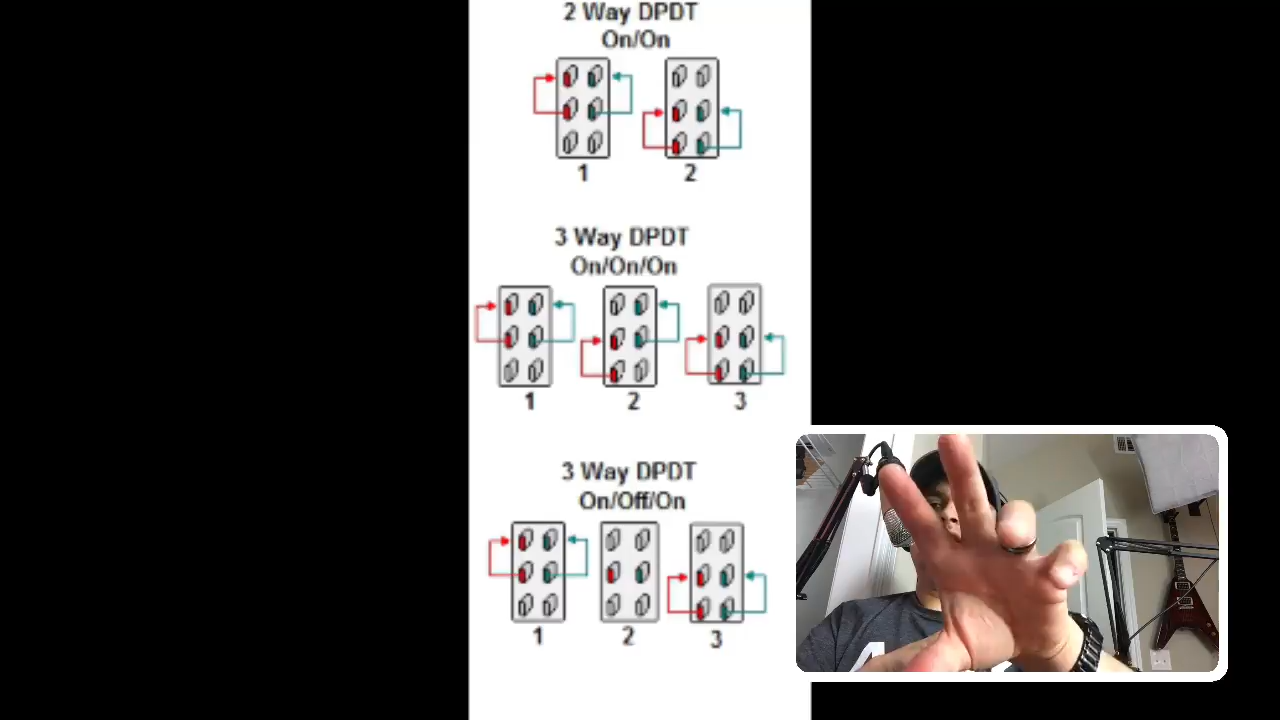 2 Way DPDT
On/On
1 2
3 Way DPDT
On/On/On
1 2 3
3 Way DPDT
On/Off/On
1 2 3